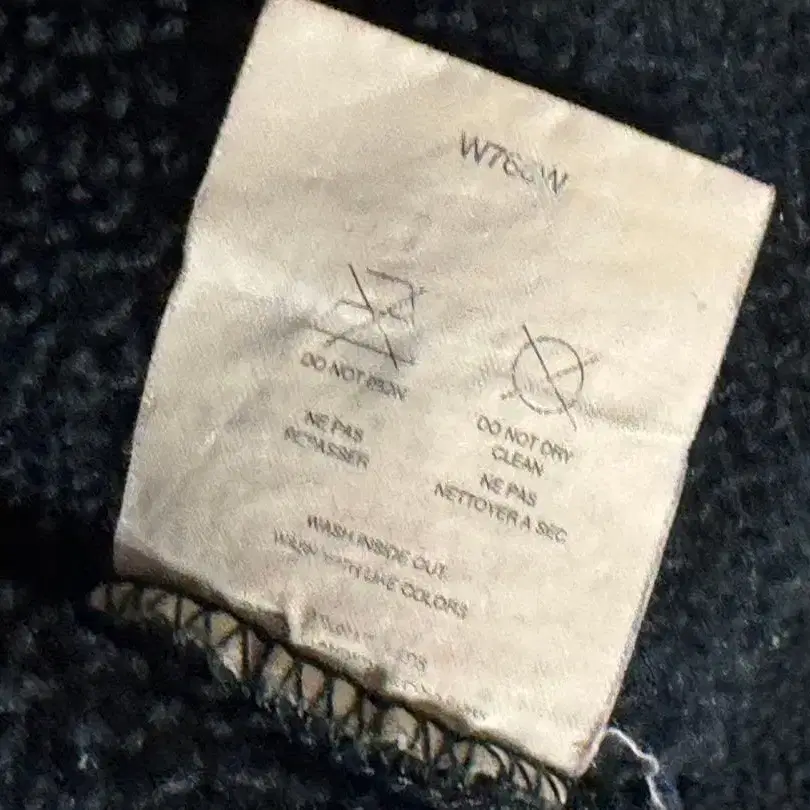 DO NOT IRON
NE PAS
REPASSER
DO NOT DRY
CLEAN
NE PAS
NETTOYER A SEC
WASH INSIDE OUT
WASH WITH LIKE COLORS